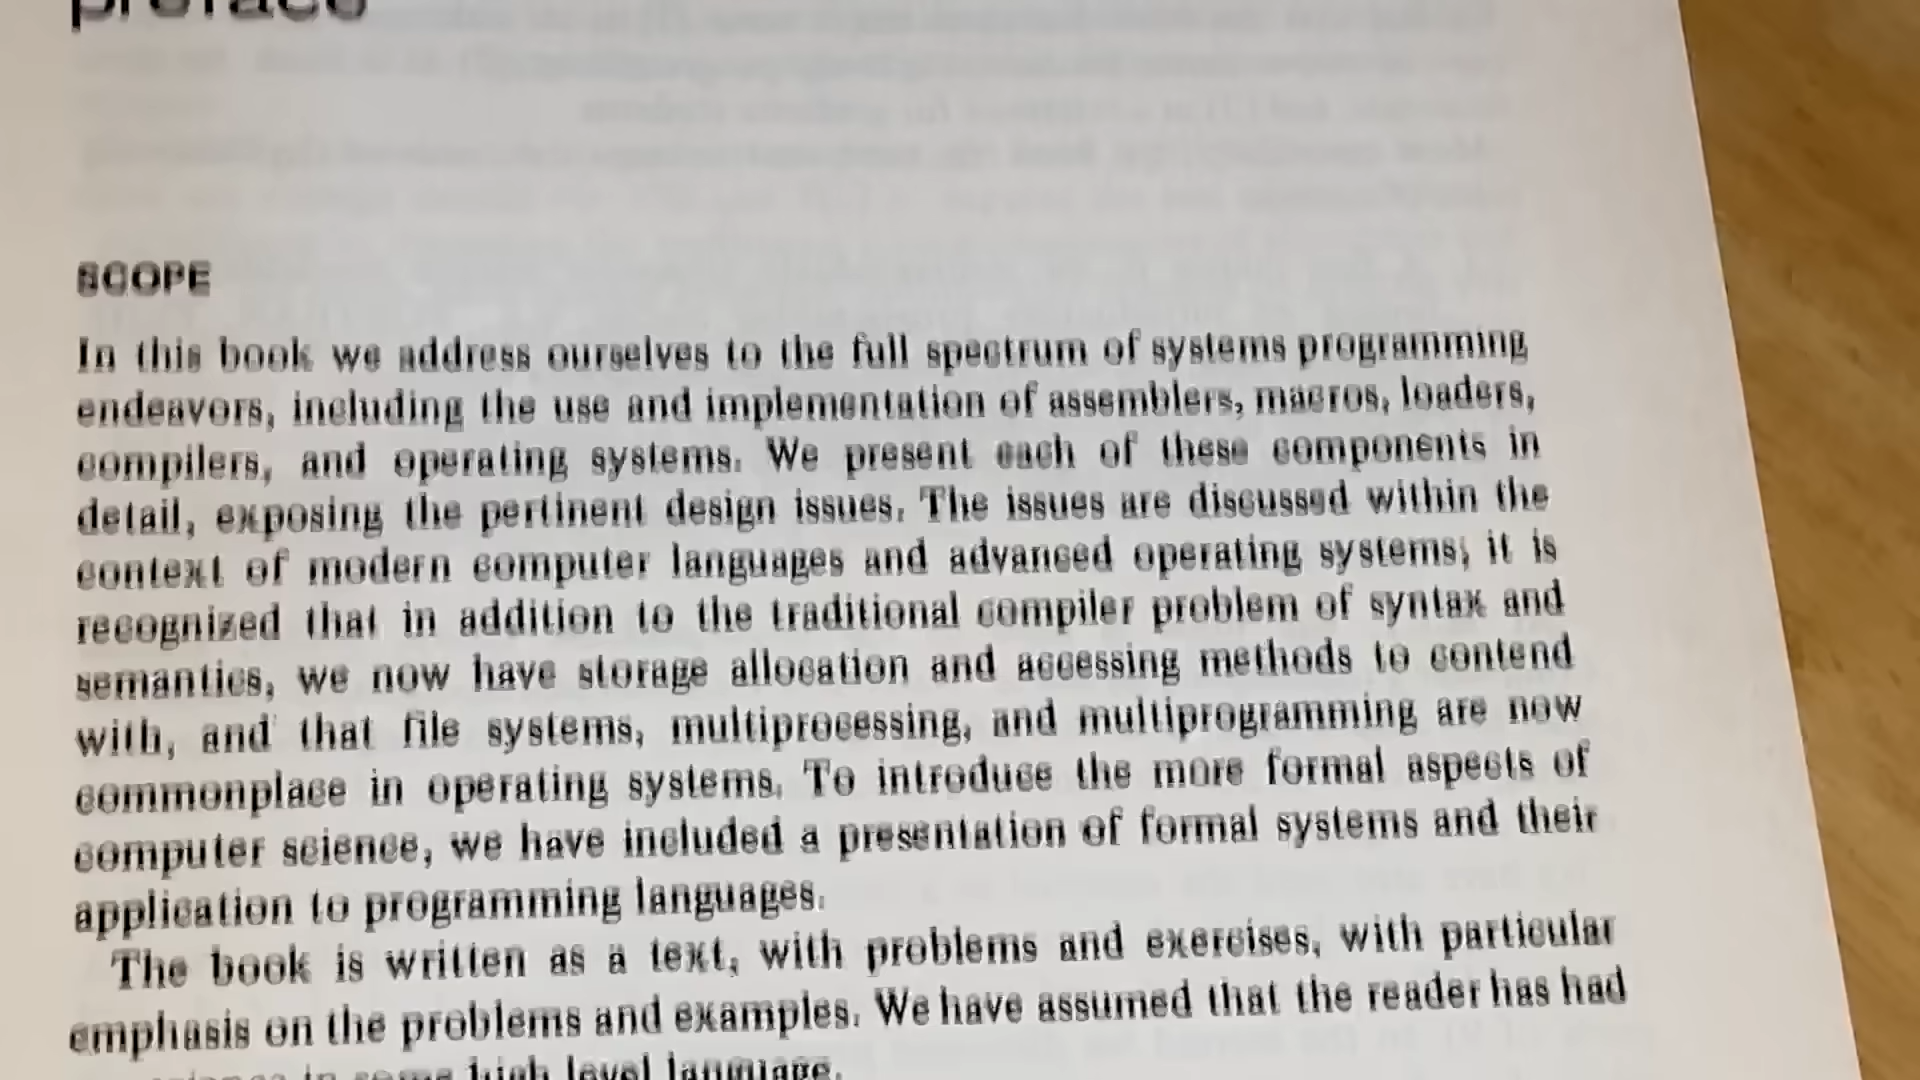 preface
SCOPE
In this book we address ourselves to the full spectrum of systems programming
endeavors, including the use and implementation of assemblers, macros, loaders,
compilers, and operating systems. We present each of these components in
detail, exposing the pertinent design issues. The issues are discussed within the
context of modern computer languages and advanced operating systems; it is
recognized that in addition to the traditional compiler problem of syntax and
semantics, we now have storage allocation and accessing methods to contend
with, and that file systems, multiprocessing, and multiprogramming are now
commonplace in operating systems. To introduce the more formal aspects of
computer science, we have included a presentation of formal systems and their
application to programming languages.
The book is written as a text, with problems and exercises, with particular
emphasis on the problems and examples. We have assumed that the reader has had
in some high level language.